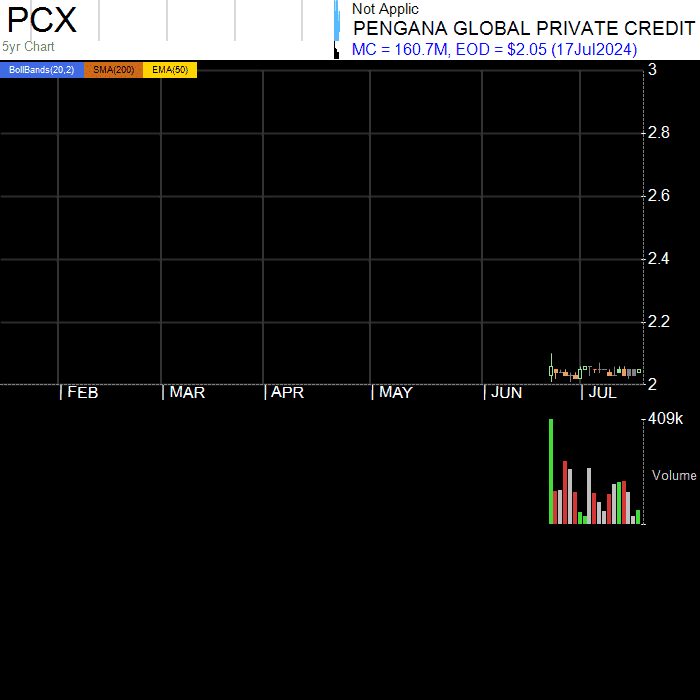 PCX
5yr Chart
Not Applic
PENGANA GLOBAL PRIVATE CREDIT
MC = 160.7M, EOD = $2.05 (17Jul2024)
BollBands(20,2) SMA(200) EMA(50)
3
2.8
2.6
2.4
2.2
2
FEB MAR APR MAY JUN JUL
409k
Volume